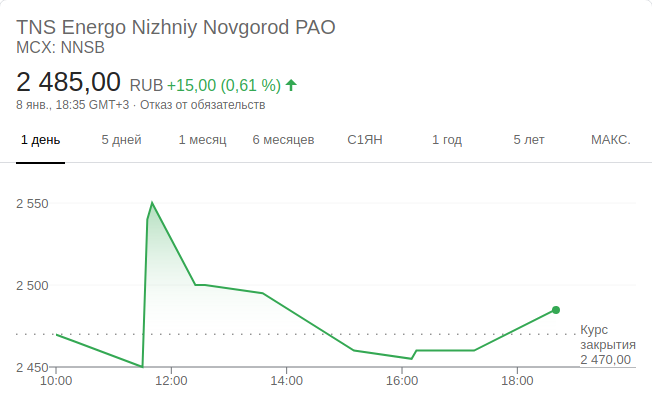 TNS Energo Nizhniy Novgorod PAO
MCX: NNSB
2 485,00 RUB +15,00 (0,61 %)
8 янв., 18:35 GMT+3 · Отказ от обязательств
1 день 5 дней 1 месяц 6 месяцев С1ЯН 1 год 5 лет МАКС.
2 550
2 500
2 450
Курс
закрытия
2 470,00
10:00 12:00 14:00 16:00 18:00